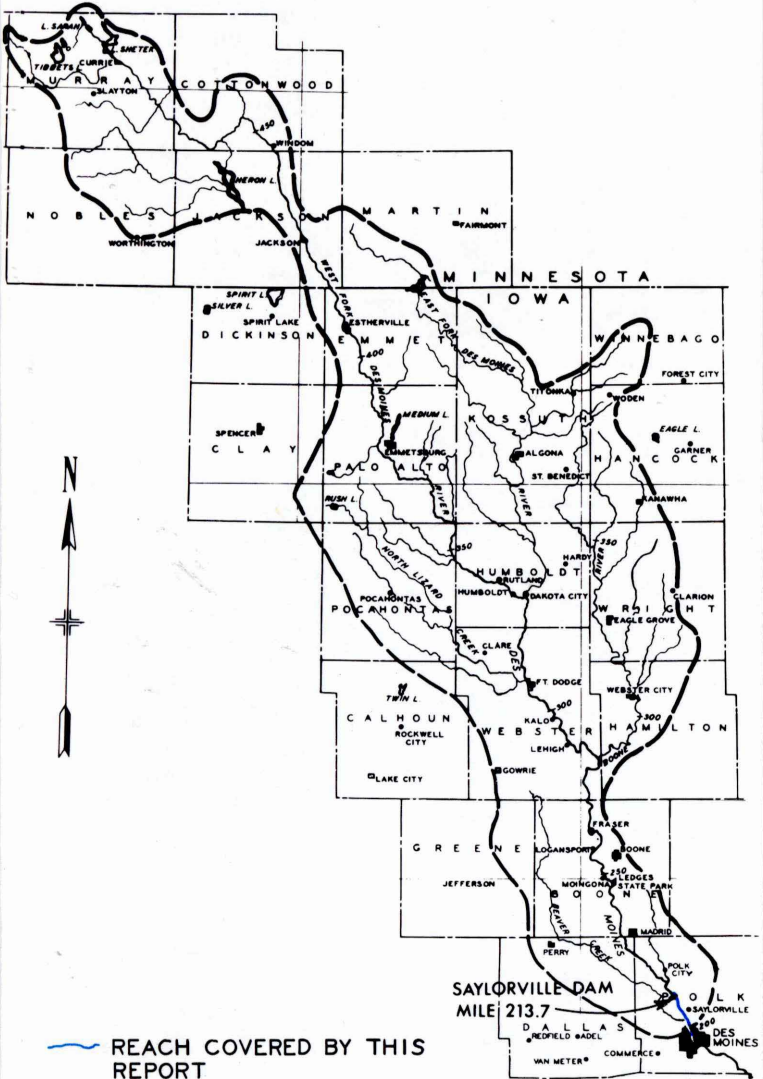 L. SARAH
L. SHETEK
TIBBETS L.
CURRIE
MURRAY
COTTONWOOD
SLAYTON
450
WINDOM
HERON L.
NOBLES
JACKSON
MARTIN
FAIRMONT
WORTHINGTON
JACKSON
WEST FORK
MINNESOTA
IOWA
SPIRIT L.
SILVER L.
SPIRIT LAKE
DICKINSON
ESTHERVILLE
EMMET
EAST FORK
DES MOINES
WINNEBAGO
400
FOREST CITY
TITONKA
WODEN
DES MOINES
MEDIUM L.
KOSSUTH
SPENCER
CLAY
EMMETSBURG
ALGONA
EAGLE L.
GARNER
HANCOCK
PALO ALTO
ST. BENEDICT
RIVER
RIVER
KANAWHA
N
RUSH L.
350
350
NORTH LIZARD
CREEK
HARDY
RIVER
HUMBOLDT
RUTLAND
HUMBOLDT
DAKOTA CITY
POCAHONTAS
POCAHONTAS
CLARION
WRIGHT
EAGLE GROVE
CLARE
DES
FT. DODGE
TWIN L.
WEBSTER CITY
CALHOUN
KALO
300
300
ROCKWELL
CITY
WEBSTER
HAMILTON
LEHIGH
BOONE
LAKE CITY
GOWRIE
FRASER
GREENE
LOGANSPORT
BOONE
JEFFERSON
250
MOINGONA
LEDGES
STATE PARK
BOONE
BEAVER
CREEK
MOINES
MADRID
PERRY
POLK
CITY
SAYLORVILLE DAM
MILE 213.7
POLK
SAYLORVILLE
200
DES
MOINES
DALLAS
REDFIELD
ADEL
VAN METER
COMMERCE
REACH COVERED BY THIS
REPORT